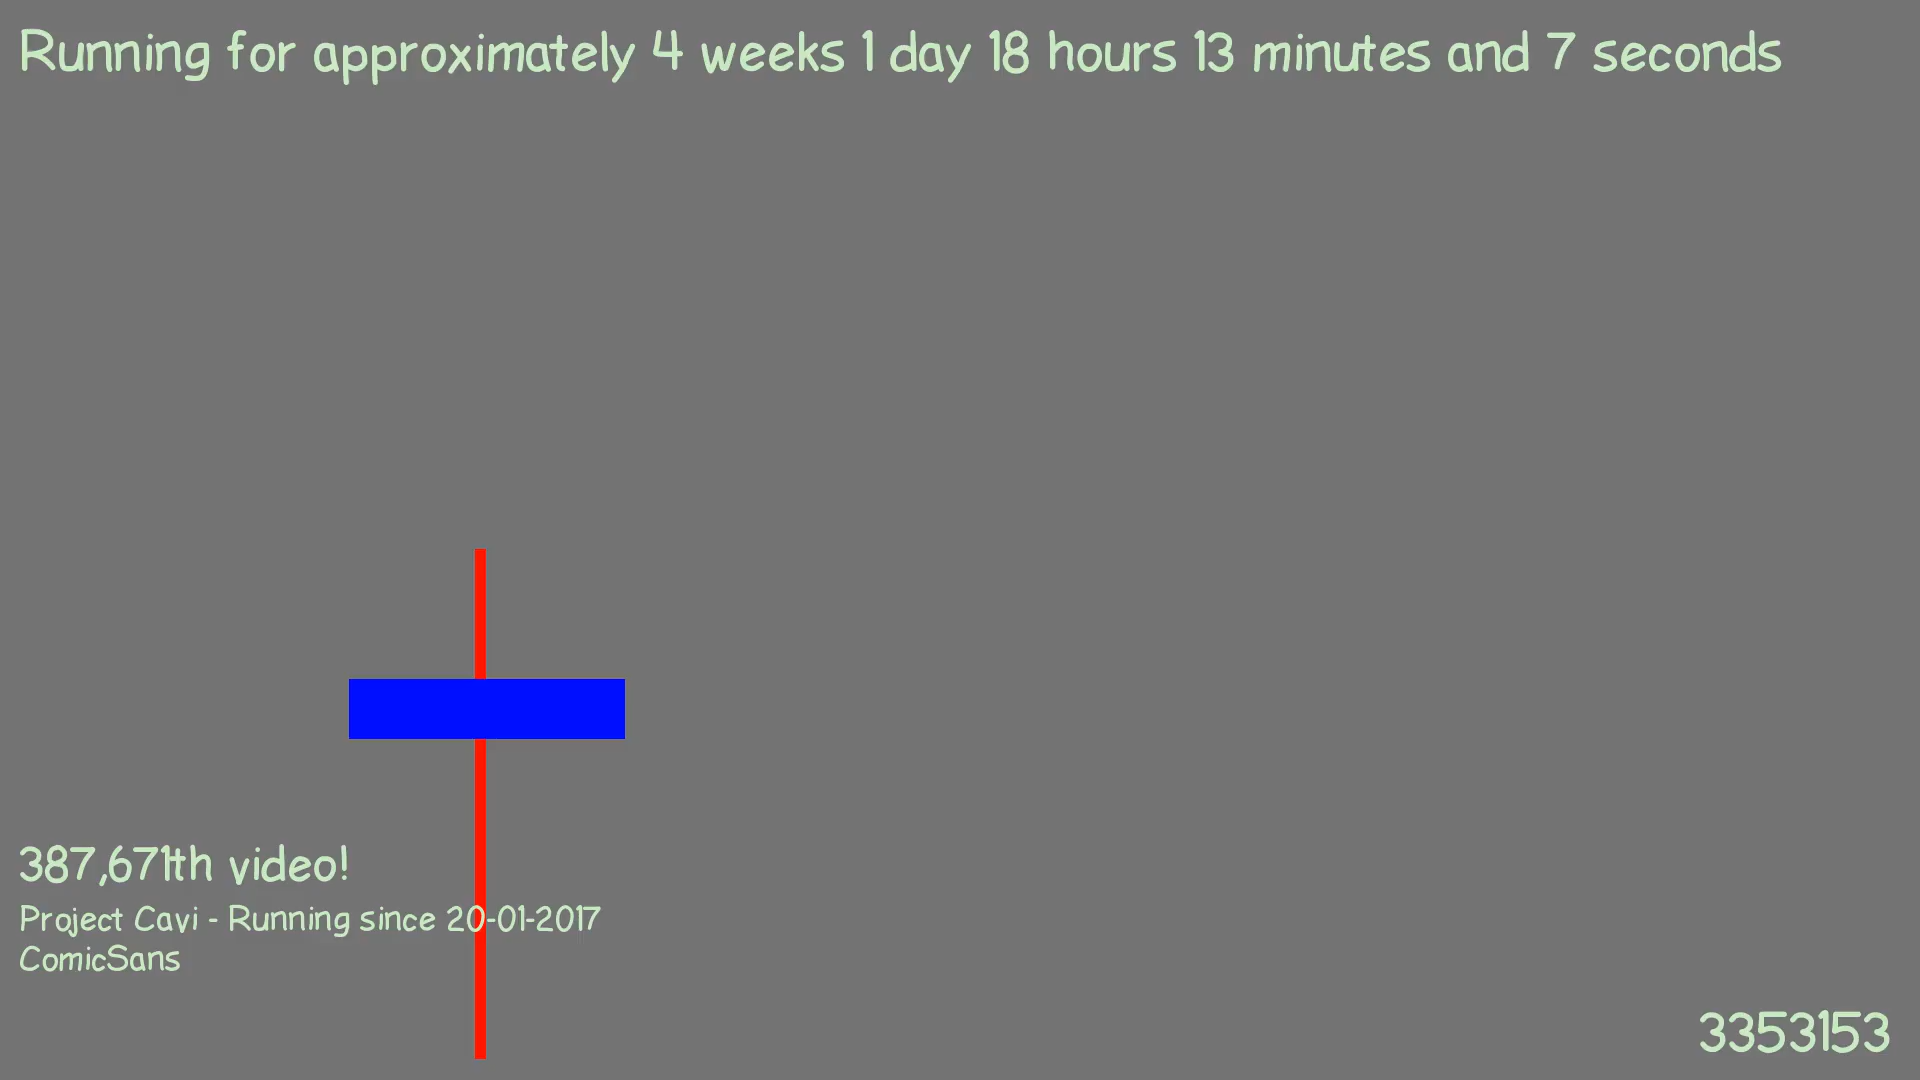 Running for approximately 4 weeks 1 day 18 hours 13 minutes and 7 seconds
387,671th video!
Project Cavi - Running since 20-01-2017
ComicSans
3353153